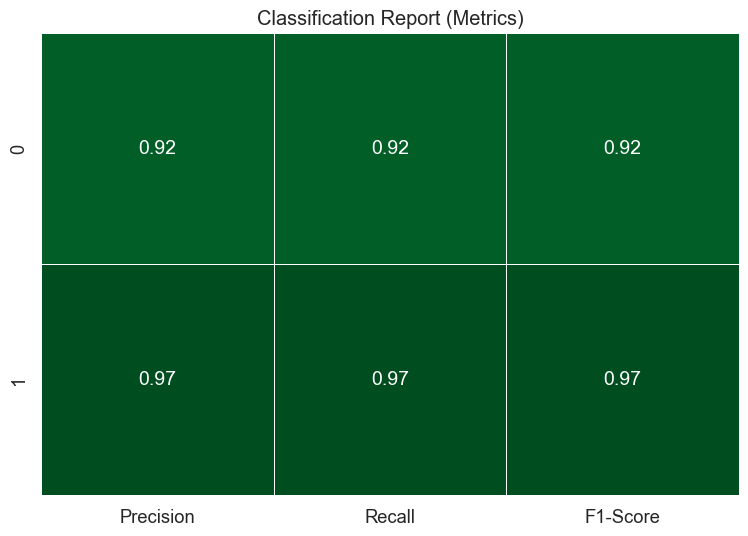 Classification Report (Metrics)
0 0.92 0.92 0.92
1 0.97 0.97 0.97
Precision Recall F1-Score